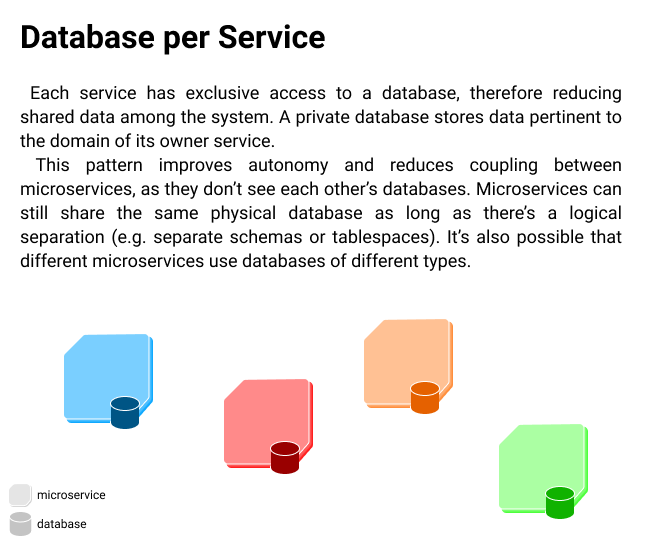 Database per Service
Each service has exclusive access to a database, therefore reducing
shared data among the system. A private database stores data pertinent to
the domain of its owner service.
This pattern improves autonomy and reduces coupling between
microservices, as they don’t see each other’s databases. Microservices can
still share the same physical database as long as there’s a logical
separation (e.g. separate schemas or tablespaces). It’s also possible that
different microservices use databases of different types.
microservice
database